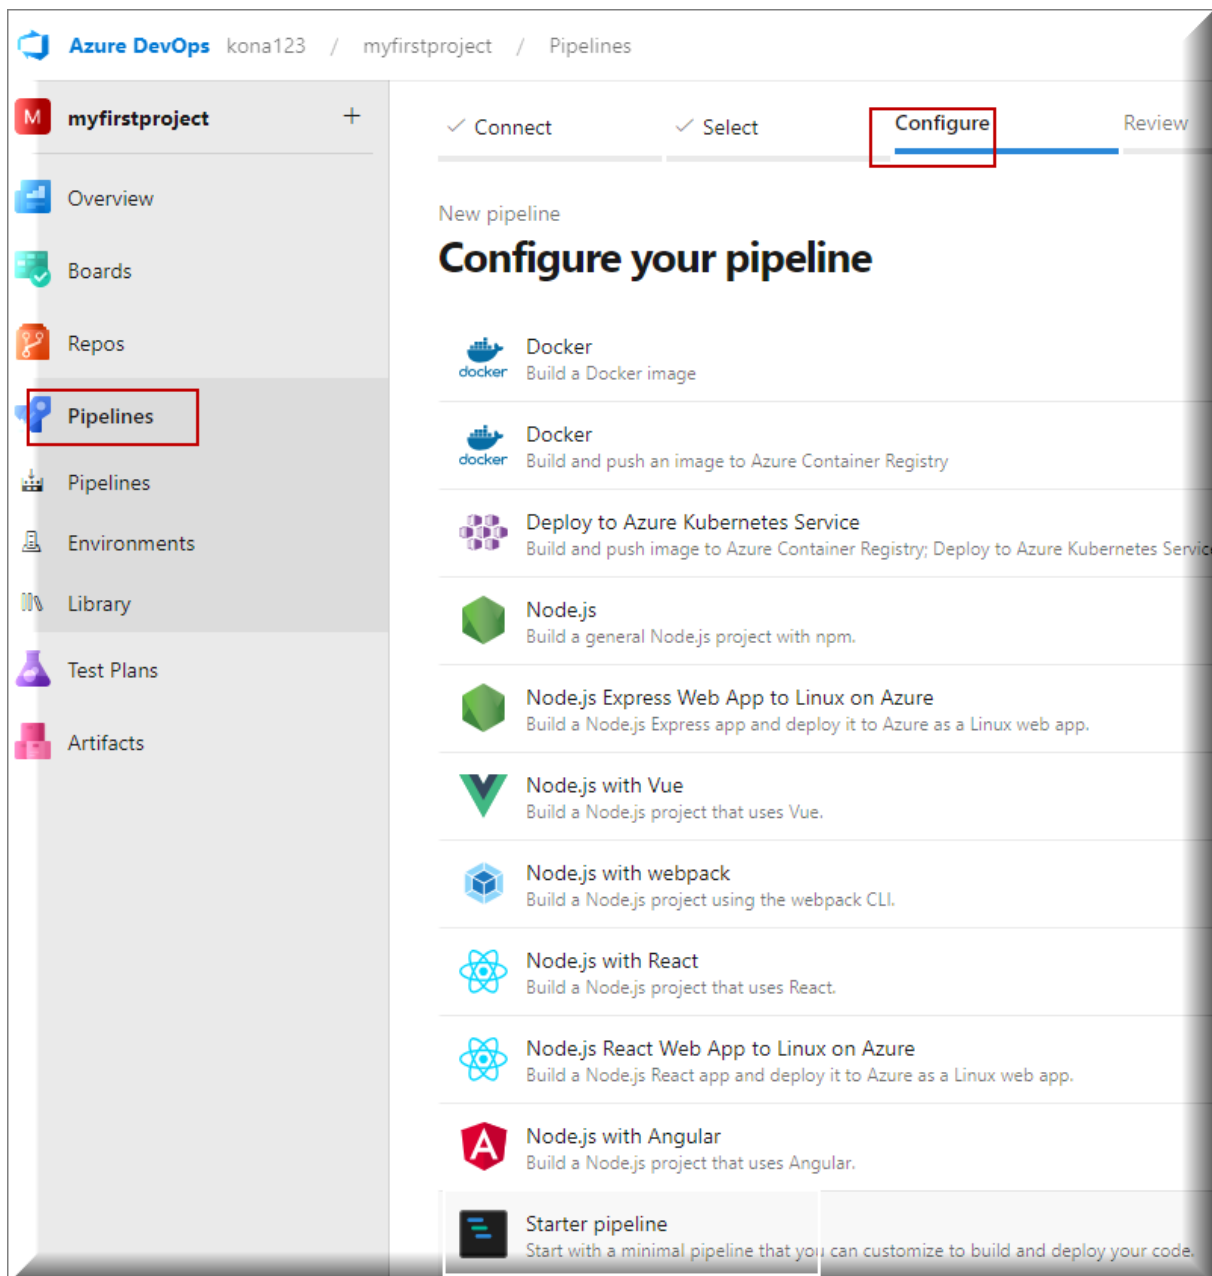 Azure DevOps kona123 / myfirstproject / Pipelines
M myfirstproject +
Overview
Boards
Repos
Pipelines
Pipelines
Environments
Library
Test Plans
Artifacts
Connect Select Configure Review
New pipeline
Configure your pipeline
docker
Docker
Build a Docker image
docker
Docker
Build and push an image to Azure Container Registry
Deploy to Azure Kubernetes Service
Build and push image to Azure Container Registry; Deploy to Azure Kubernetes Service
Node.js
Build a general Node.js project with npm.
Node.js Express Web App to Linux on Azure
Build a Node.js Express app and deploy it to Azure as a Linux web app.
Node.js with Vue
Build a Node.js project that uses Vue.
Node.js with webpack
Build a Node.js project using the webpack CLI.
Node.js with React
Build a Node.js project that uses React.
Node.js React Web App to Linux on Azure
Build a Node.js React app and deploy it to Azure as a Linux web app.
Node.js with Angular
Build a Node.js project that uses Angular.
Starter pipeline
Start with a minimal pipeline that you can customize to build and deploy your code.